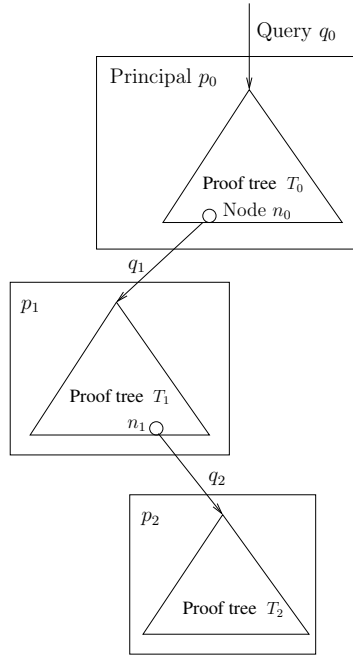 Query q₀
Principal p₀
Proof tree T₀
Node n₀
q₁
p₁
Proof tree T₁
n₁
q₂
p₂
Proof tree T₂